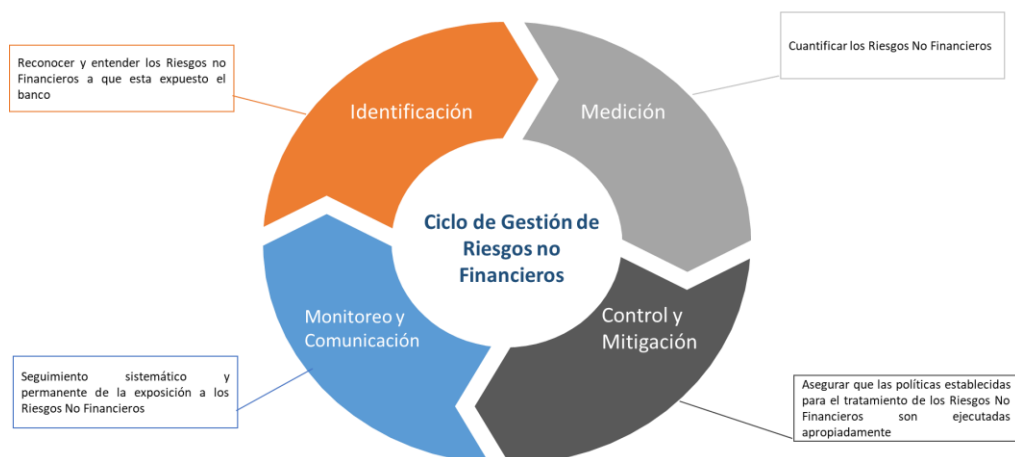 Reconocer y entender los Riesgos no
Financieros a que esta expuesto el
banco
Identificación
Medición
Cuantificar los Riesgos No Financieros
Ciclo de Gestión de
Riesgos no
Financieros
Monitoreo y
Comunicación
Control y
Mitigación
Seguimiento sistemático y
permanente de la exposición a los
Riesgos No Financieros
Asegurar que las políticas establecidas
para el tratamiento de los Riesgos No
Financieros son ejecutadas
apropiadamente